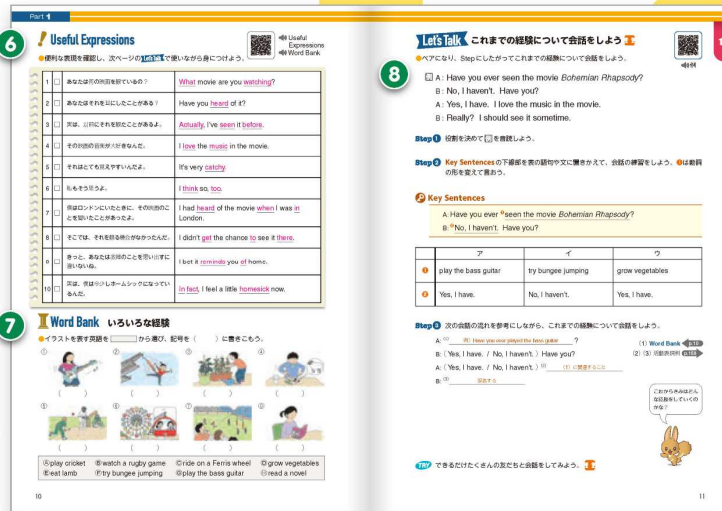 Part 1
6
Useful Expressions
Useful Expressions
Word Bank
●便利な表現を確認し、次ページのLet's Talkで使いながら身につけよう。
1 あなたは何の映画を観ているの? What movie are you watching?
2 あなたはそれを耳にしたことがある? Have you heard of it?
3 実は、以前にそれを観たことがあるよ。 Actually, I've seen it before.
4 その映画の音楽が大好きなんだ。 I love the music in the movie.
5 それはとても覚えやすいんだよ。 It's very catchy.
6 私もそう思うよ。 I think so, too.
7 僕はロンドンにいたときに、その映画のことを聞いたことがあったよ。 I had heard of the movie when I was in London.
8 そこでは、それを観る機会がなかったんだ。 I didn't get the chance to see it there.
9 きっと、あなたは故郷のことを思い出すに違いないね。 I bet it reminds you of home.
10 実は、僕は今少しホームシックになっているんだ。 In fact, I feel a little homesick now.
7
Word Bank いろいろな経験
●イラストを表す英語を から選び、記号を( )に書きこもう。
① ② ③ ④
( ) ( ) ( ) ( )
⑤ ⑥ ⑦ ⑧
( ) ( ) ( ) ( )
Ⓐplay cricket Ⓑwatch a rugby game Ⓒride on a Ferris wheel Ⓓgrow vegetables
Ⓔeat lamb Ⓕtry bungee jumping Ⓖplay the bass guitar Ⓗread a novel
10
Let's Talk これまでの経験について会話をしよう
●ペアになり、Stepにしたがってこれまでの経験について会話をしよう。
8
A : Have you ever seen the movie Bohemian Rhapsody?
B : No, I haven't. Have you?
A : Yes, I have. I love the music in the movie.
B : Really? I should see it sometime.
Step1 役割を決めて を音読しよう。
Step2 Key Sentencesの下線部を表の語句や文に置きかえて、会話の練習をしよう。❶は動詞
の形を変えて言おう。
Key Sentences
A: Have you ever ❶seen the movie Bohemian Rhapsody?
B: ❷No, I haven't. Have you?
ア イ ウ
❶ play the bass guitar try bungee jumping grow vegetables
❷ Yes, I have. No, I haven't. Yes, I have.
Step3 次の会話の流れを参考にしながら、これまでの経験について会話をしよう。
A: (1) 例) Have you ever played the bass guitar ?
B: ( Yes, I have. / No, I haven't. ) Have you?
A: ( Yes, I have. / No, I haven't. ) (2) (1) に関連すること
B: (3) 返答する
(1) Word Bank p.10
(2) (3)
これからきみはどん
な経験をしていくの
かな?
TRY できるだけたくさんの友だちと会話をしてみよう。
11